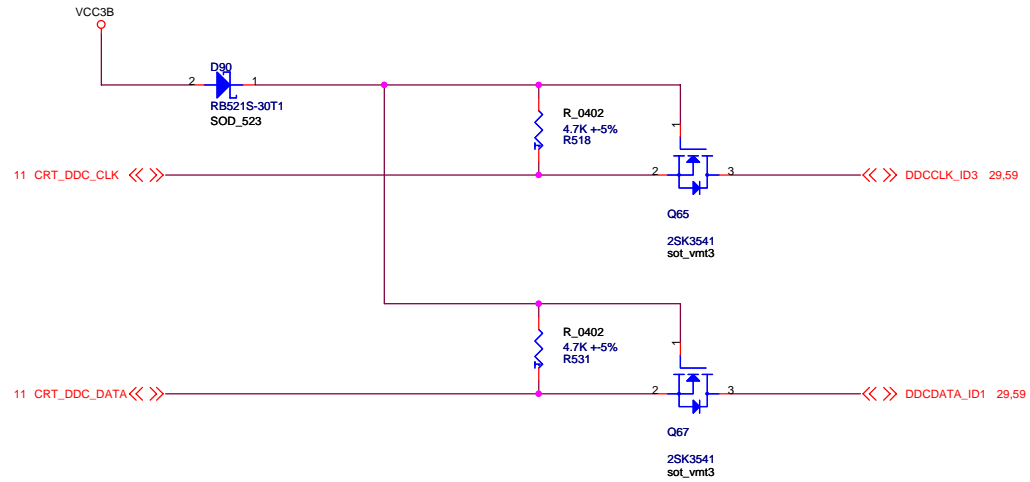 VCC3B
D90
2
1
RB521S-30T1
SOD_523
R_0402
4.7K +-5%
R518
1
1
11 CRT_DDC_CLK
2
3
DDCCLK_ID3 29,59
Q65
2SK3541
sot_vmt3
R_0402
4.7K +-5%
R531
1
1
11 CRT_DDC_DATA
2
3
DDCDATA_ID1 29,59
Q67
2SK3541
sot_vmt3